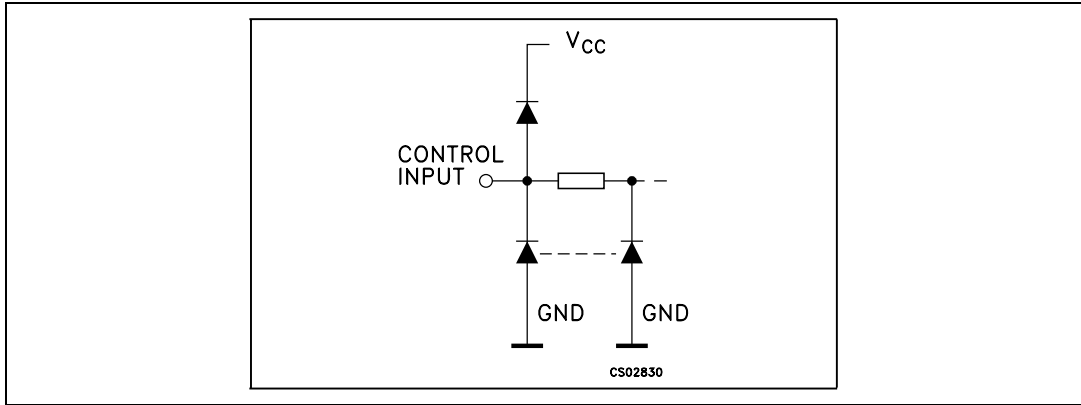 VCC
CONTROL
INPUT
GND GND
CS02830